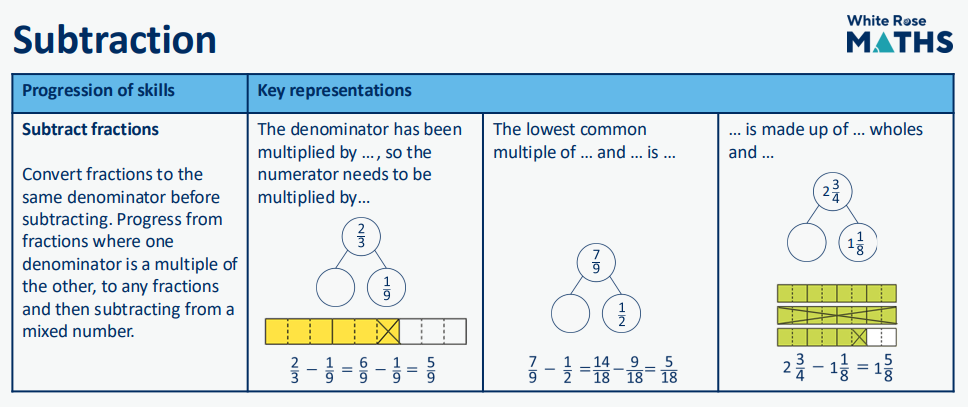 White Rose
MATHS
Subtraction
Progression of skills
Key representations
Subtract fractions
Convert fractions to the
same denominator before
subtracting. Progress from
fractions where one
denominator is a multiple of
the other, to any fractions
and then subtracting from a
mixed number.
The denominator has been
multiplied by ..., so the
numerator needs to be
multiplied by...
2/3
1/9
2/3 − 1/9 = 6/9 − 1/9 = 5/9
The lowest common
multiple of ... and ... is ...
7/9
1/2
7/9 − 1/2 = 14/18 − 9/18 = 5/18
... is made up of ... wholes
and ...
2 3/4
1 1/8
2 3/4 − 1 1/8 = 1 5/8